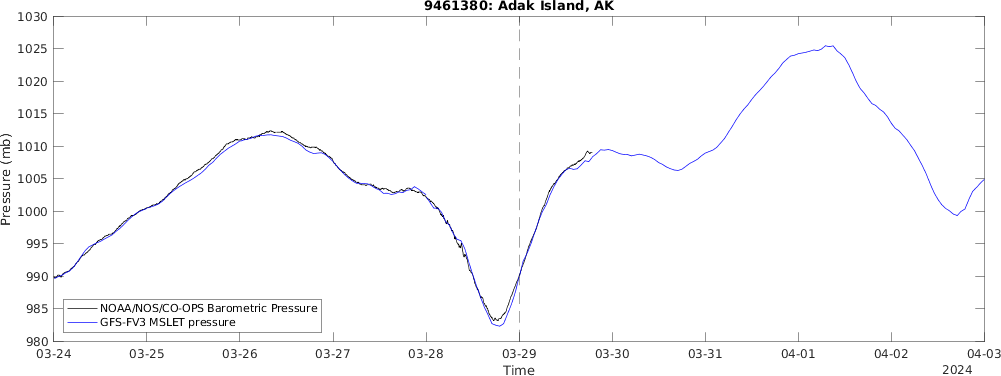 9461380: Adak Island, AK
Pressure (mb)
1030
1025
1020
1015
1010
1005
1000
995
990
985
980
NOAA/NOS/CO-OPS Barometric Pressure
GFS-FV3 MSLET pressure
03-24 03-25 03-26 03-27 03-28 03-29 03-30 03-31 04-01 04-02 04-03
Time
2024